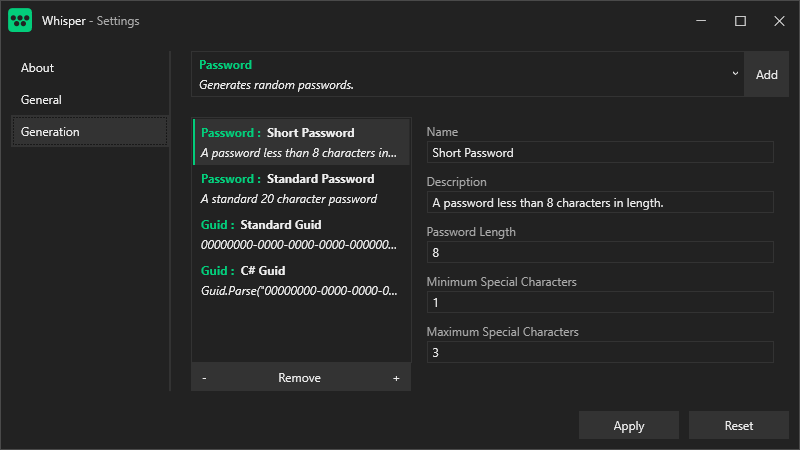 Whisper - Settings
About
General
Generation
Password
Generates random passwords.
Add
Password : Short Password
A password less than 8 characters in...
Password : Standard Password
A standard 20 character password
Guid : Standard Guid
00000000-0000-0000-0000-000000...
Guid : C# Guid
Guid.Parse("00000000-0000-0000-0...
- Remove +
Name
Short Password
Description
A password less than 8 characters in length.
Password Length
8
Minimum Special Characters
1
Maximum Special Characters
3
Apply
Reset